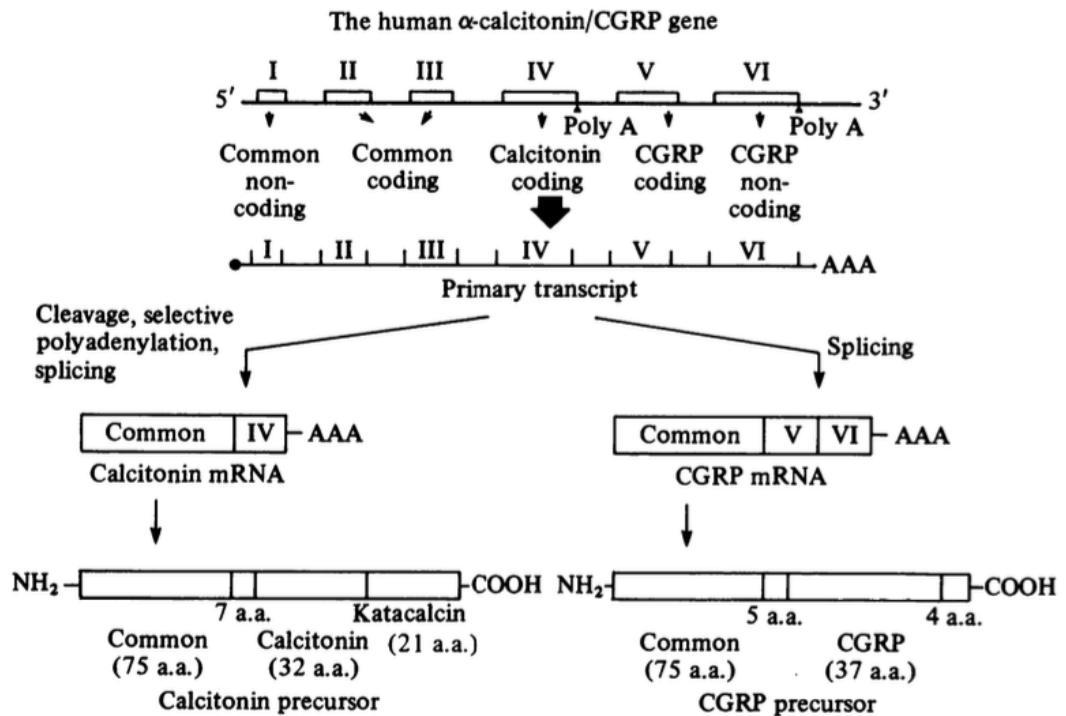 The human α-calcitonin/CGRP gene
I II III IV V VI
5′ 3′
Poly A Poly A
Common non-coding
Common coding
Calcitonin coding
CGRP coding
CGRP non-coding
I II III IV V VI AAA
Primary transcript
Cleavage, selective
polyadenylation,
splicing
Splicing
Common IV AAA
Calcitonin mRNA
Common V VI AAA
CGRP mRNA
NH₂ COOH
7 a.a. Katacalcin
Common Calcitonin (21 a.a.)
(75 a.a.) (32 a.a.)
Calcitonin precursor
NH₂ COOH
5 a.a. 4 a.a.
Common CGRP
(75 a.a.) (37 a.a.)
CGRP precursor